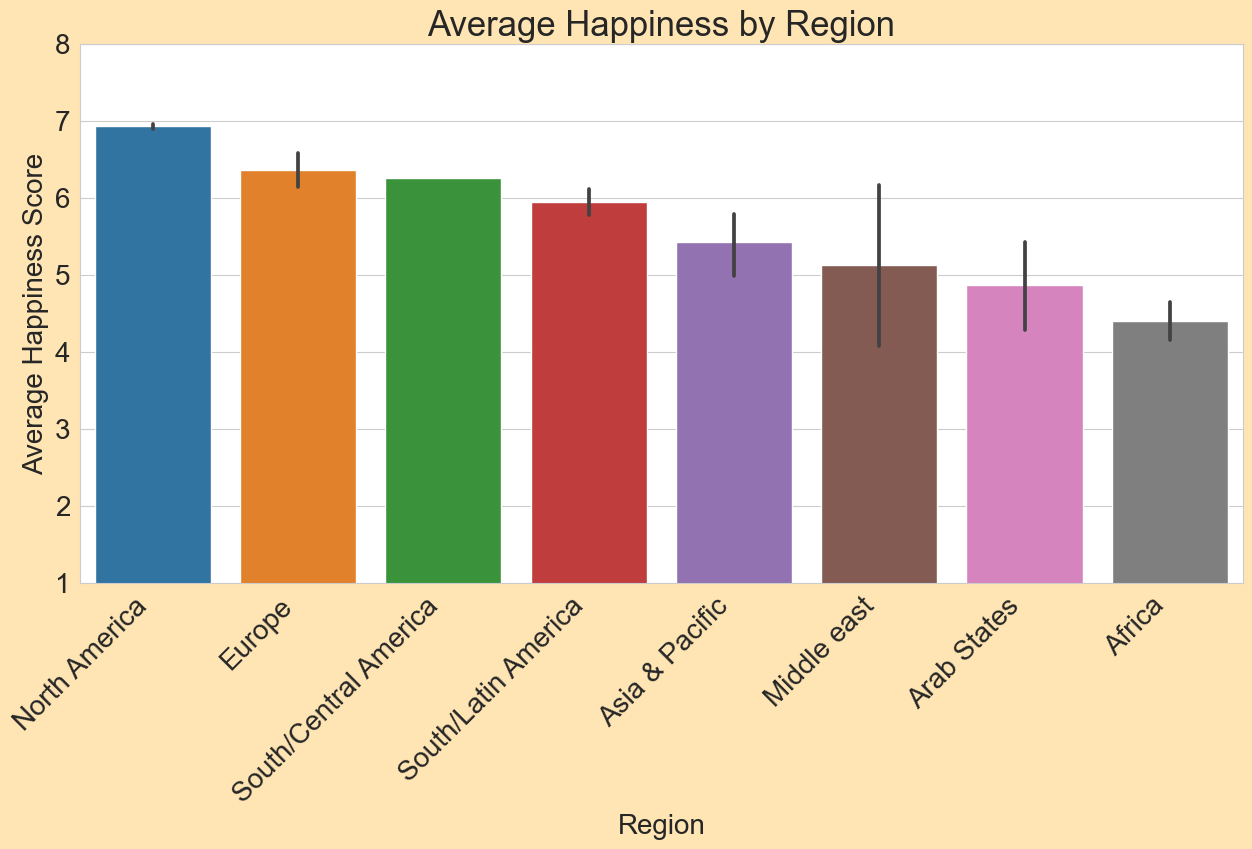 Average Happiness by Region
Average Happiness Score
8
7
6
5
4
3
2
1
North America
Europe
South/Central America
South/Latin America
Asia & Pacific
Middle east
Arab States
Africa
Region